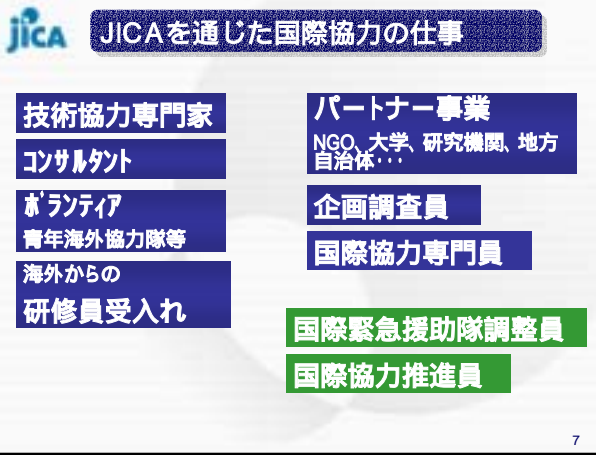 jICA
JICAを通じた国際協力の仕事
技術協力専門家
コンサルタント
ボランティア
青年海外協力隊等
海外からの
研修員受入れ
パートナー事業
NGO、大学、研究機関、地方
自治体･･･
企画調査員
国際協力専門員
国際緊急援助隊調整員
国際協力推進員
7